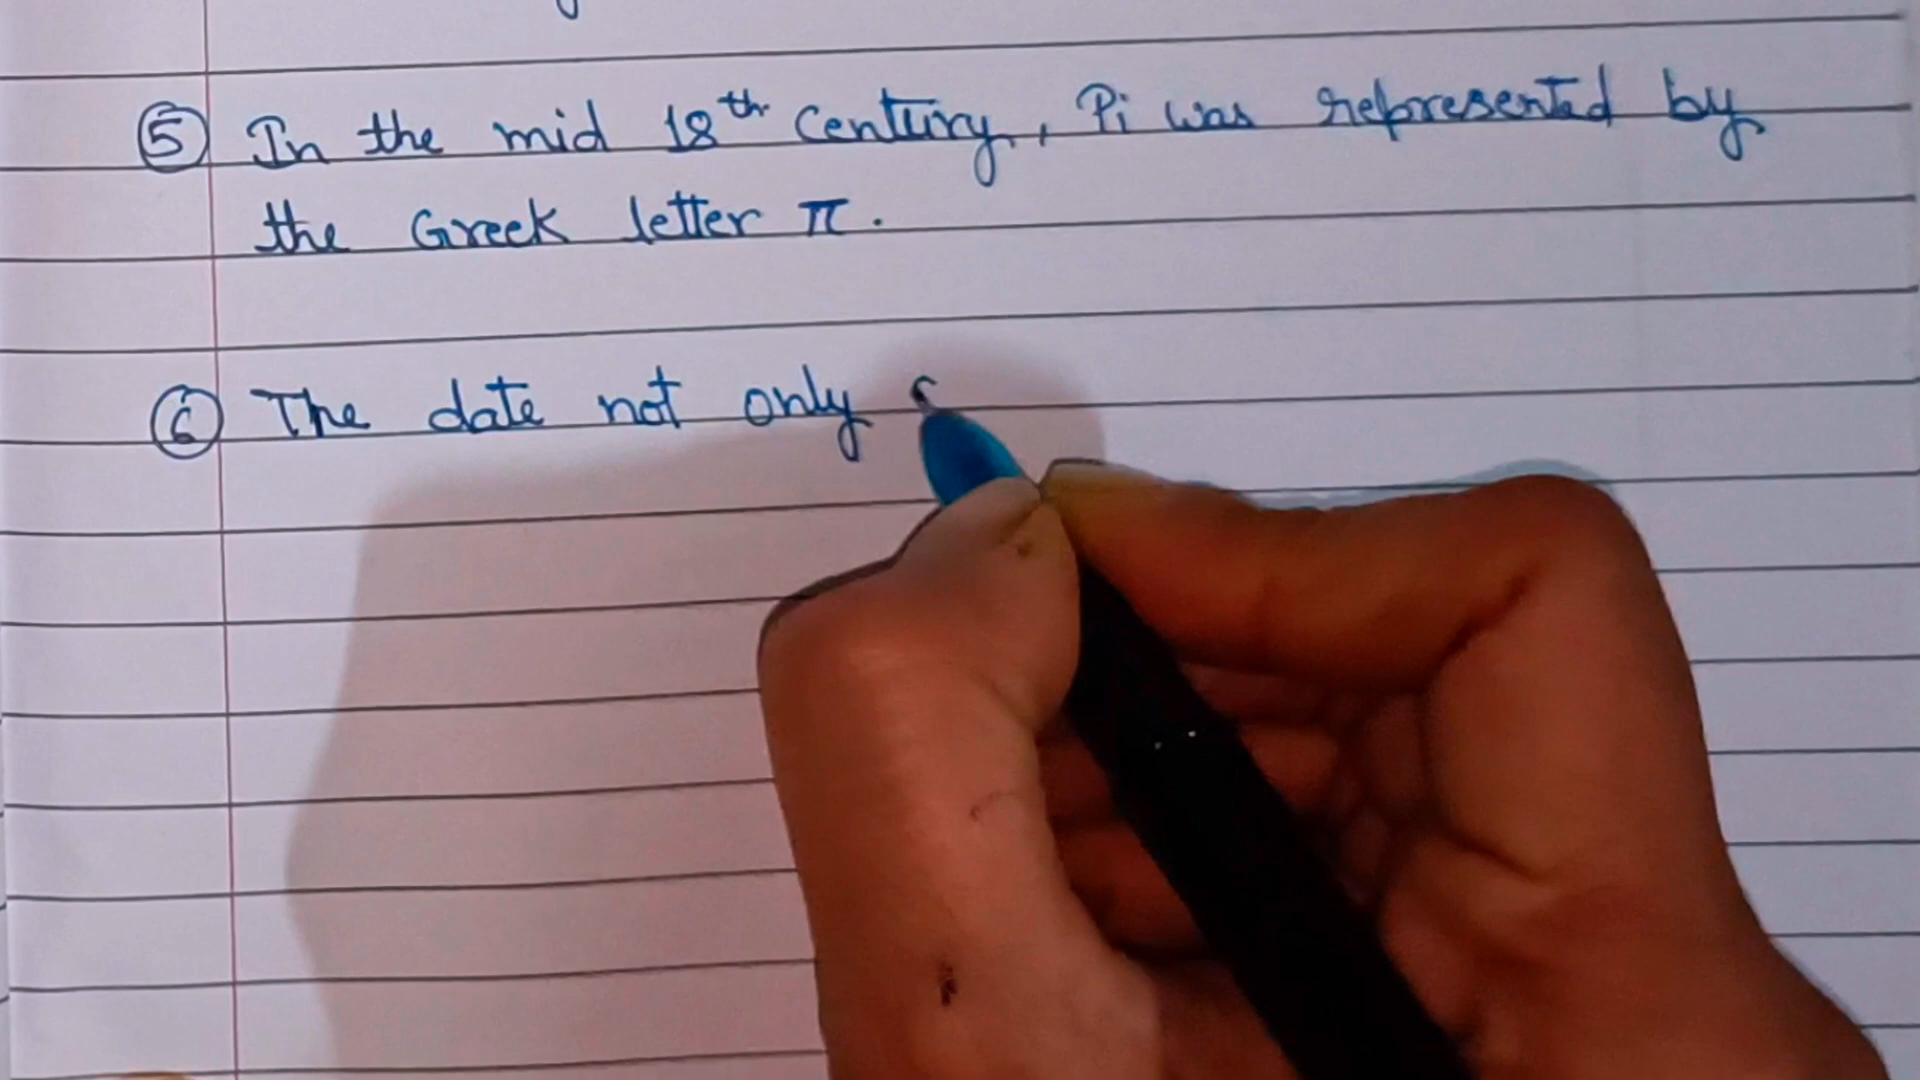 ⑤ In the mid 18th Century, Pi was represented by
the Greek letter π.
⑥ The date not only